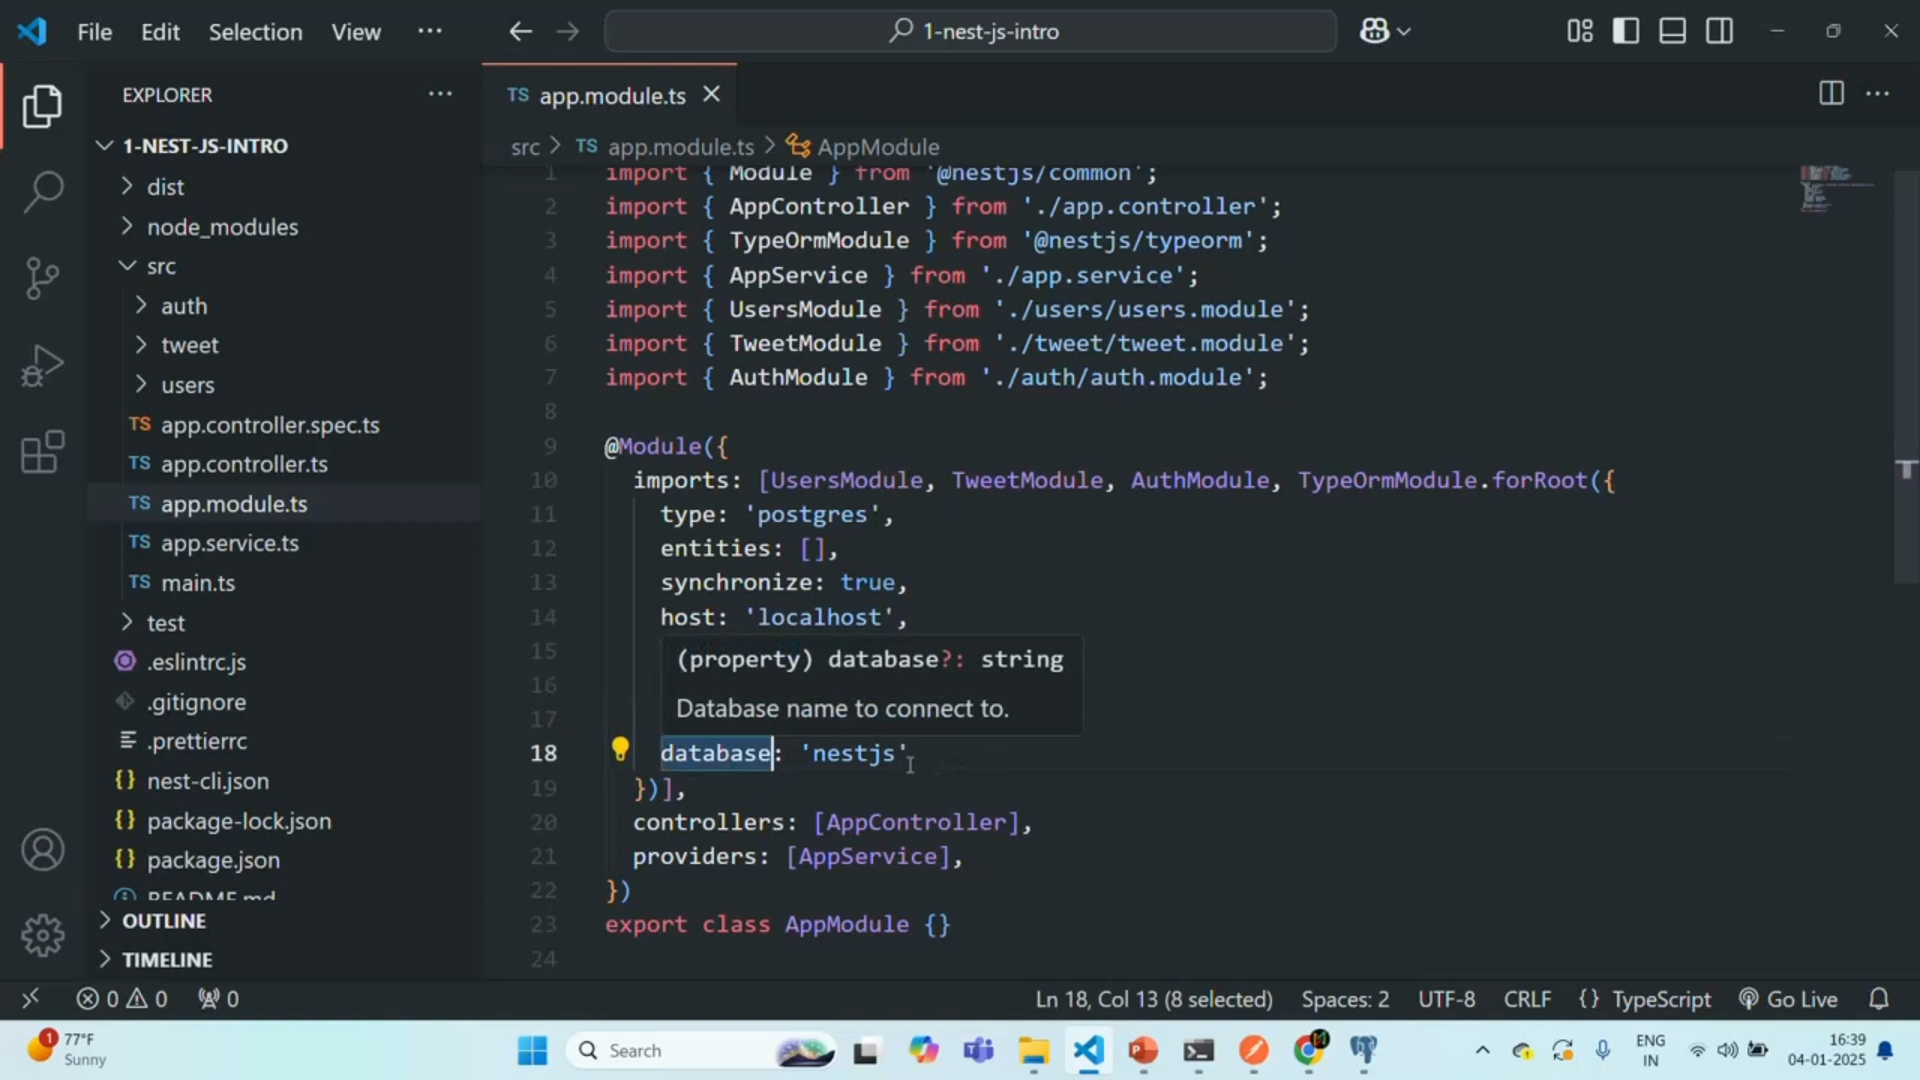 File Edit Selection View ···
1-nest-js-intro
EXPLORER
1-NEST-JS-INTRO
dist
node_modules
src
auth
tweet
users
TS app.controller.spec.ts
TS app.controller.ts
TS app.module.ts
TS app.service.ts
TS main.ts
test
.eslintrc.js
.gitignore
.prettierrc
{} nest-cli.json
{} package-lock.json
{} package.json
README.md
OUTLINE
TIMELINE
TS app.module.ts
src > TS app.module.ts > AppModule
1 import { Module } from '@nestjs/common';
2 import { AppController } from './app.controller';
3 import { TypeOrmModule } from '@nestjs/typeorm';
4 import { AppService } from './app.service';
5 import { UsersModule } from './users/users.module';
6 import { TweetModule } from './tweet/tweet.module';
7 import { AuthModule } from './auth/auth.module';
8
9 @Module({
10 imports: [UsersModule, TweetModule, AuthModule, TypeOrmModule.forRoot({
11 type: 'postgres',
12 entities: [],
13 synchronize: true,
14 host: 'localhost',
15
16
17
(property) database?: string
Database name to connect to.
18 database: 'nestjs'
19 })],
20 controllers: [AppController],
21 providers: [AppService],
22 })
23 export class AppModule {}
24
0 0 0 Ln 18, Col 13 (8 selected) Spaces: 2 UTF-8 CRLF {} TypeScript Go Live
1 77°F
Sunny
Search
ENG
IN
16:39
04-01-2025